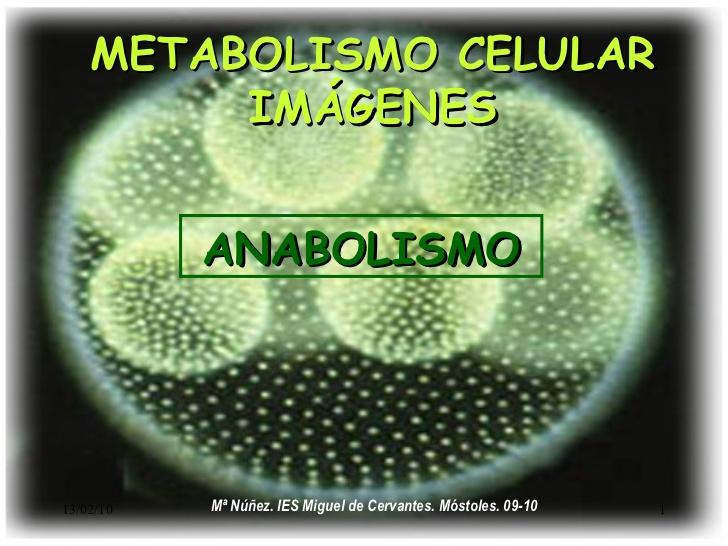 METABOLISMO CELULAR
IMÁGENES
ANABOLISMO
13/02/10
Mª Núñez. IES Miguel de Cervantes. Móstoles. 09-10
1